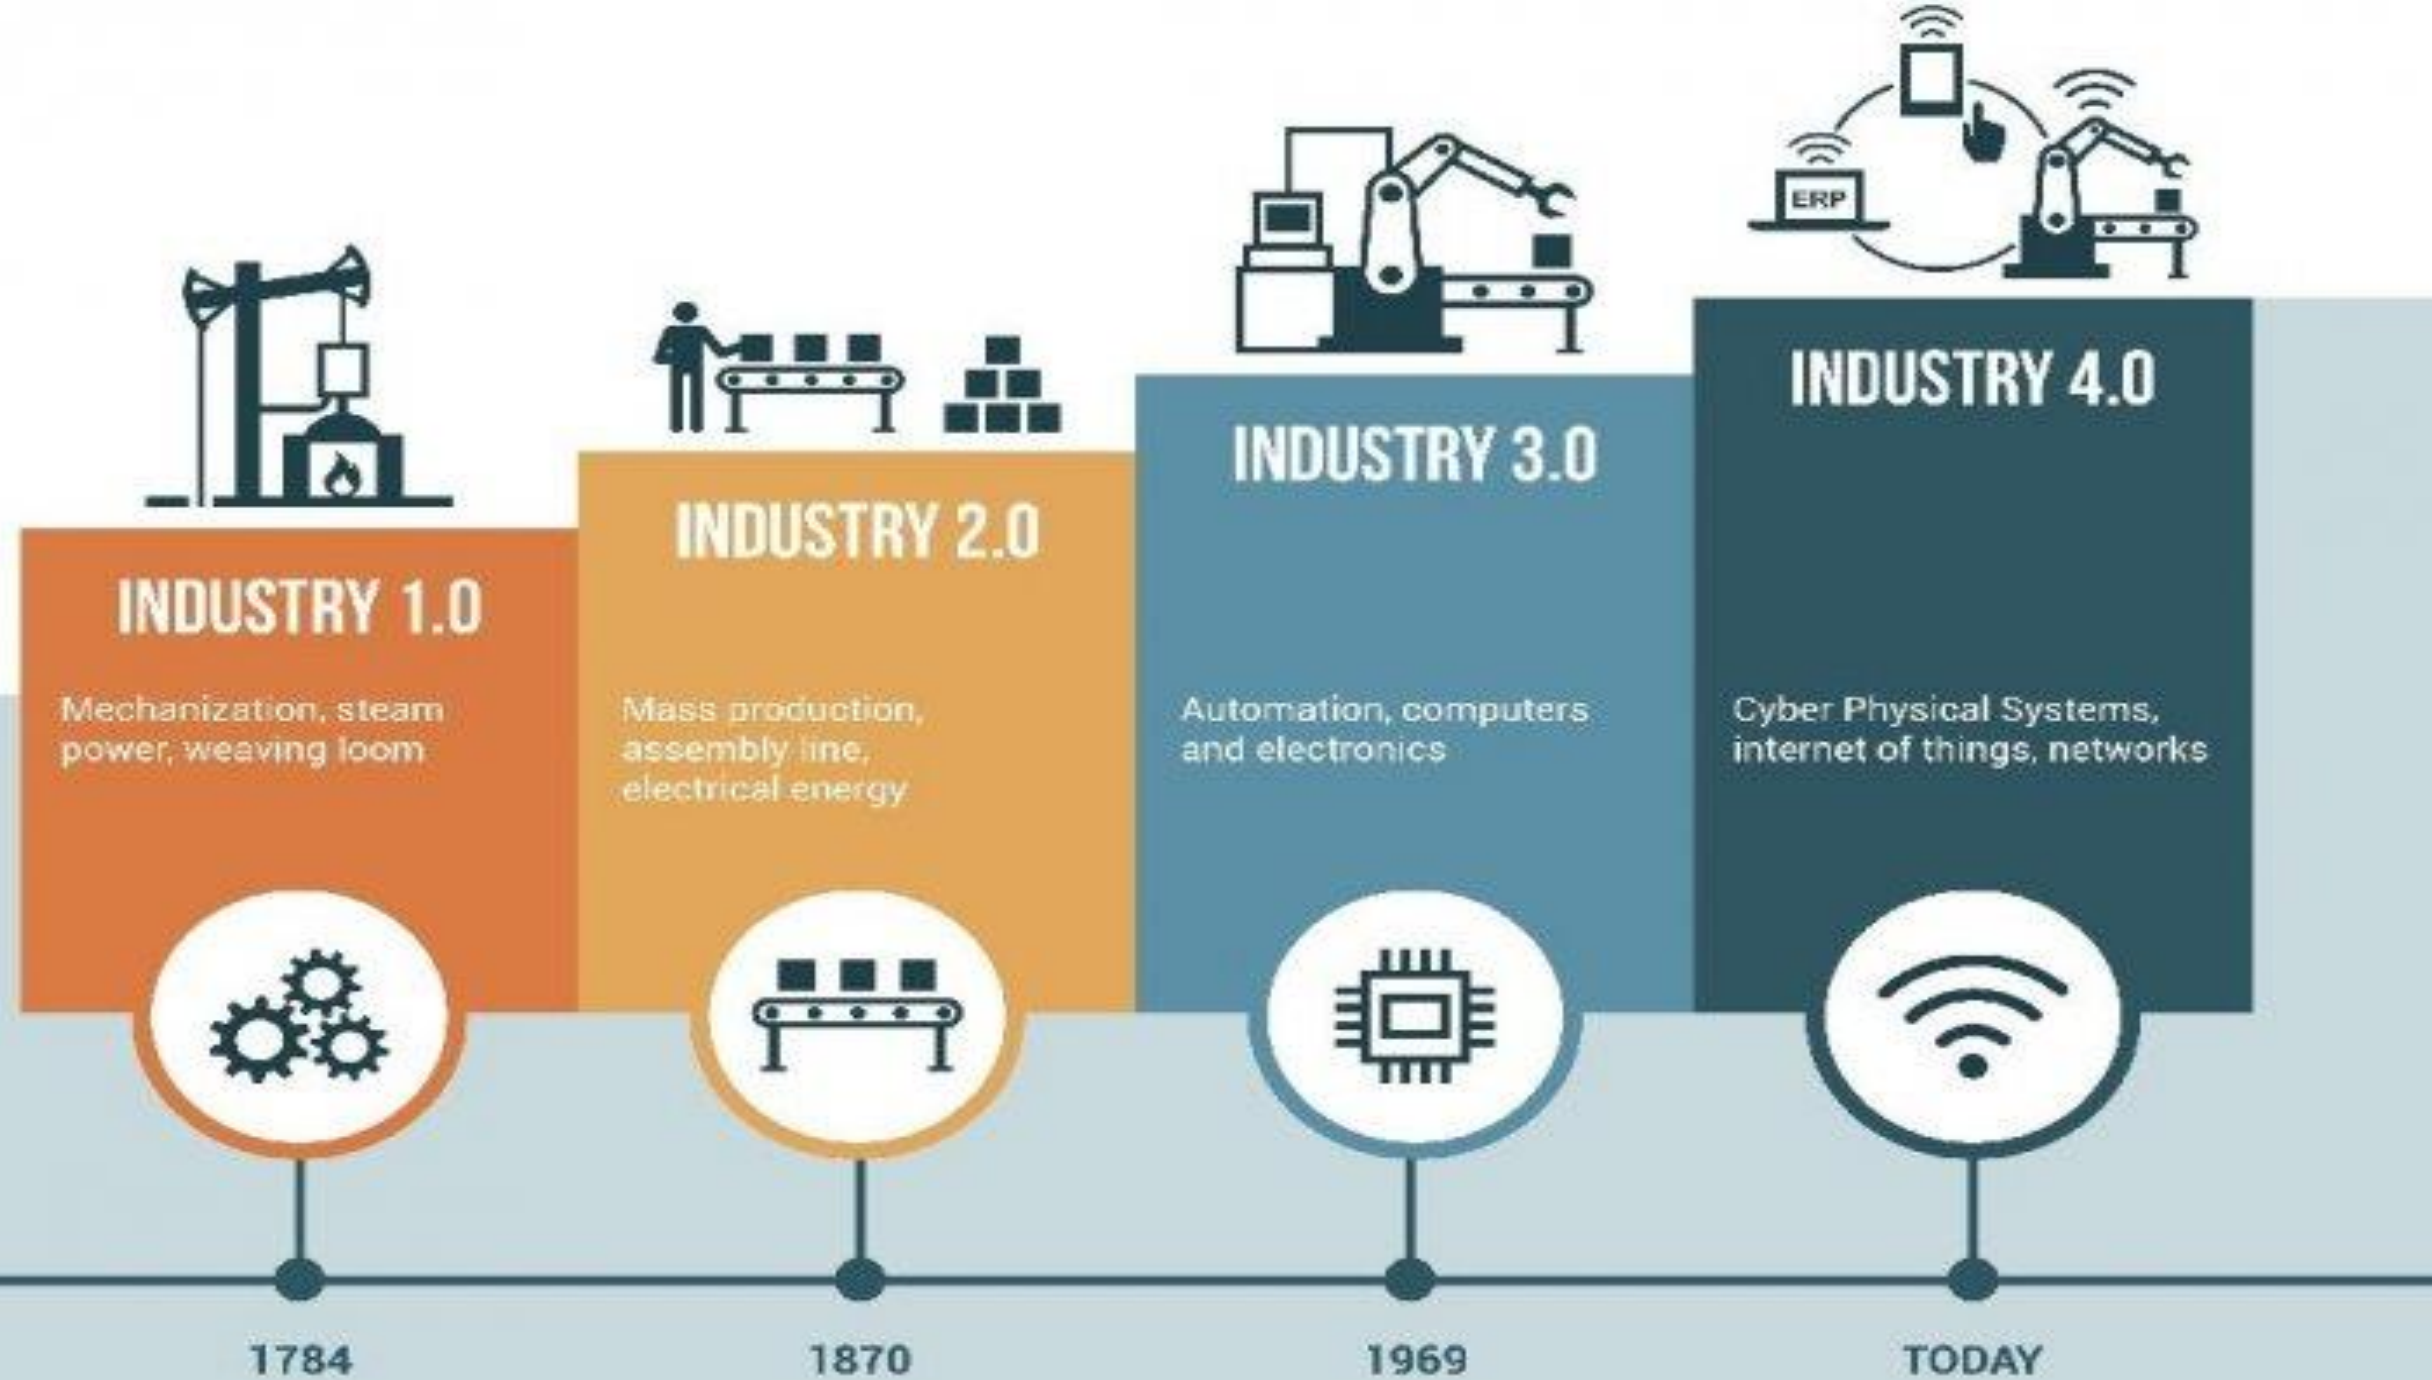 ERP
INDUSTRY 1.0
Mechanization, steam
power, weaving loom
1784
INDUSTRY 2.0
Mass production,
assembly line,
electrical energy
1870
INDUSTRY 3.0
Automation, computers
and electronics
1969
INDUSTRY 4.0
Cyber Physical Systems,
internet of things, networks
TODAY